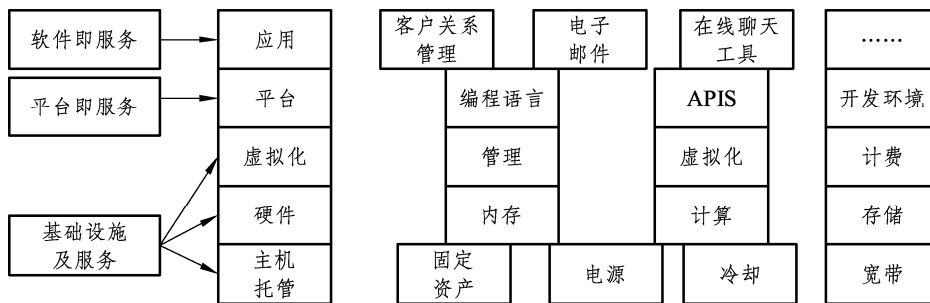 软件即服务
应用
客户关系
管理
电子
邮件
在线聊天
工具
……
平台即服务
平台
编程语言
APIS
开发环境
虚拟化
管理
虚拟化
计费
基础设施
及服务
硬件
内存
计算
存储
主机
托管
固定
资产
电源
冷却
宽带